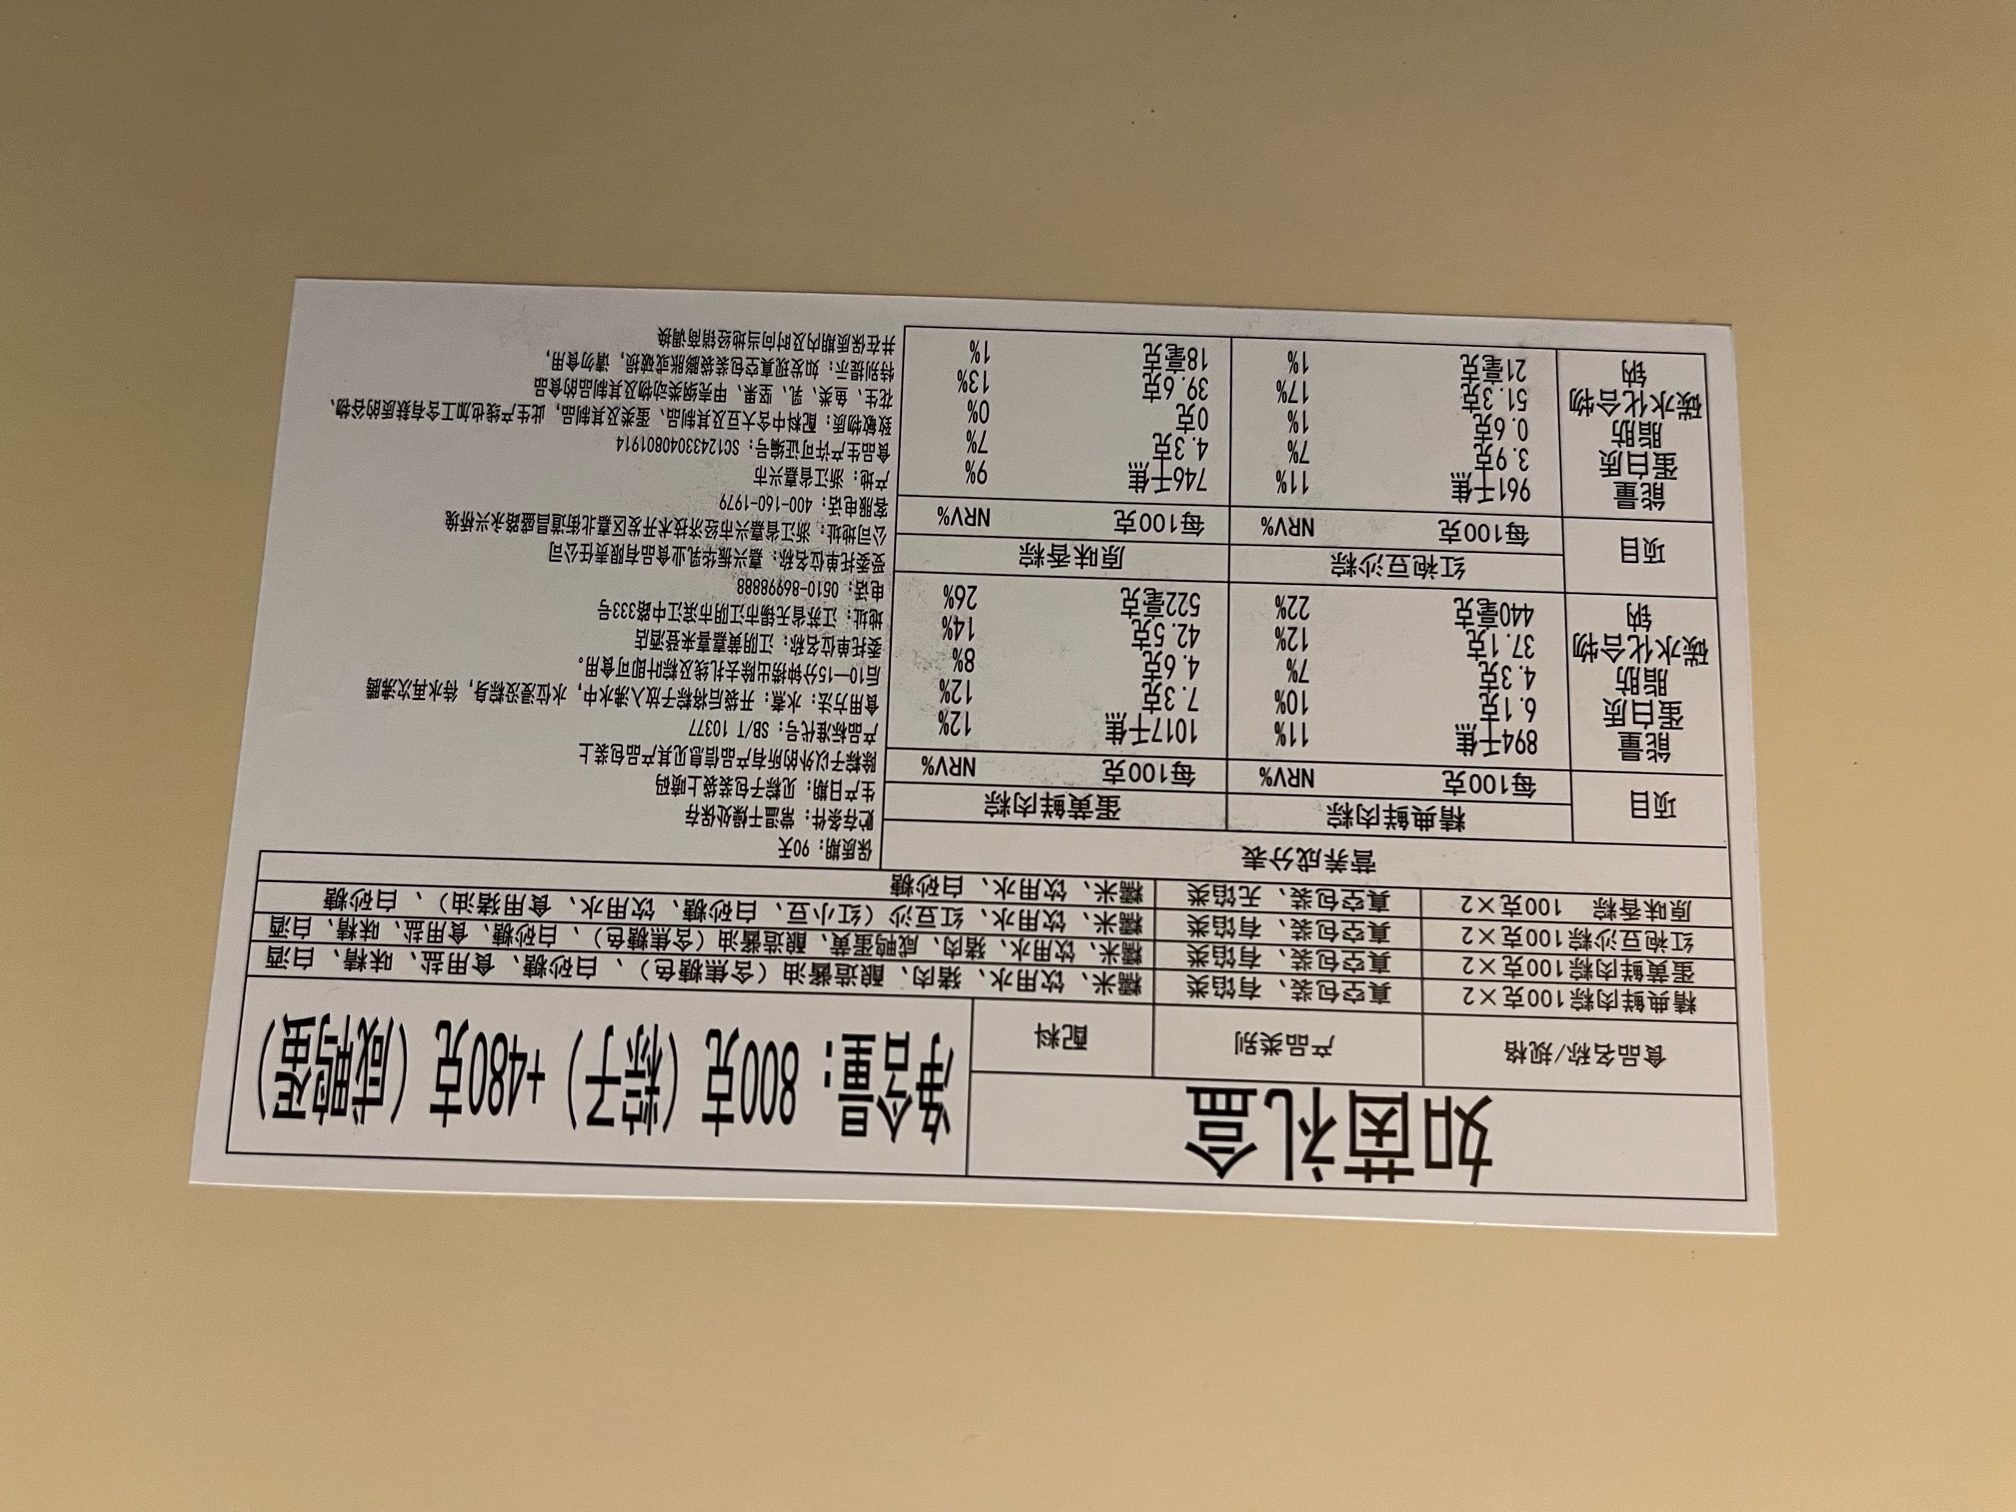 如茵礼盒
净含量：800克（粽子）+480克（咸鸭蛋）
食品名称/规格 产品类别 配料
精典鲜肉粽100克×2 真空包装、有馅类 糯米、饮用水、猪肉、酿造酱油（含焦糖色）、白砂糖、食用盐、味精、白酒
蛋黄鲜肉粽100克×2 真空包装、有馅类 糯米、饮用水、猪肉、咸鸭蛋黄、酿造酱油（含焦糖色）、白砂糖、食用盐、味精、白酒
红袍豆沙粽100克×2 真空包装、有馅类 糯米、饮用水、红豆沙（红小豆、白砂糖、饮用水、食用猪油）、白砂糖
原味香粽 100克×2 真空包装、无馅类 糯米、饮用水、白砂糖
营养成分表
项目 精典鲜肉粽 蛋黄鲜肉粽
每100克 NRV% 每100克 NRV%
能量 894千焦 11% 1017千焦 12%
蛋白质 6.1克 10% 7.3克 12%
脂肪 4.3克 7% 4.6克 8%
碳水化合物 37.1克 12% 42.5克 14%
钠 440毫克 22% 522毫克 26%
项目 红袍豆沙粽 原味香粽
每100克 NRV% 每100克 NRV%
能量 961千焦 11% 746千焦 9%
蛋白质 3.9克 7% 4.3克 7%
脂肪 0.6克 1% 0克 0%
碳水化合物 51.3克 17% 39.6克 13%
钠 21毫克 1% 18毫克 1%
保质期：90天
贮存条件：常温干燥处保存
生产日期：见粽子包装袋上喷码
除粽子以外的所有产品信息见其产品包装上
产品标准代号：SB/T 10377
食用方法：水煮：开袋后将粽子放入沸水中，水位浸没粽身，待水再次沸腾
后10—15分钟捞出除去扎线及粽叶即可食用。
委托单位名称：江阴黄嘉喜来登酒店
地址：江苏省无锡市江阴市滨江中路333号
电话：0510-86998888
受委托单位名称：嘉兴振华乳业食品有限责任公司
公司地址：浙江省嘉兴市经济技术开发区嘉北街道昌盛路永兴桥堍
客服电话：400-160-1979
产地：浙江省嘉兴市
食品生产许可证编号：SC12433040801914
致敏物质：配料中含大豆及其制品、蛋类及其制品，此生产线也加工含有麸质的谷物、
花生、鱼类、乳、坚果、甲壳纲类动物及其制品的食品
特别提示：如发现真空包装袋膨胀或破损，请勿食用，
并在保质期内及时向当地经销商调换